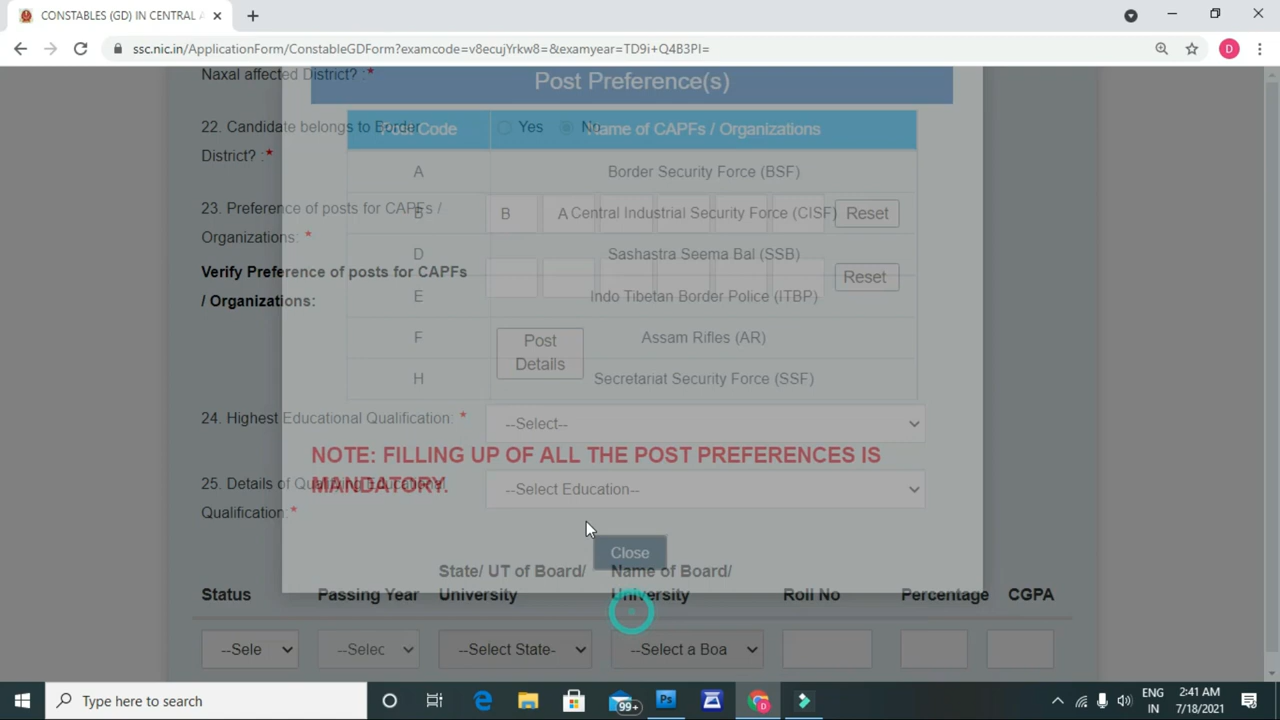 CONSTABLES (GD) IN CENTRAL A
ssc.nic.in/ApplicationForm/ConstableGDForm?examcode=v8ecujYrkw8=&examyear=TD9i+Q4B3PI=
D
Naxal affected District? :*
Post Preference(s)
22. Candidate belongs to Border
District? :*
Yes
No
Post Code
Name of CAPFs / Organizations
A
Border Security Force (BSF)
23. Preference of posts for CAPFs /
Organizations: *
B
A
Reset
B
Central Industrial Security Force (CISF)
D
Sashastra Seema Bal (SSB)
Verify Preference of posts for CAPFs
/ Organizations:
Reset
E
Indo Tibetan Border Police (ITBP)
F
Assam Rifles (AR)
Post
Details
H
Secretariat Security Force (SSF)
24. Highest Educational Qualification: *
--Select--
NOTE: FILLING UP OF ALL THE POST PREFERENCES IS
MANDATORY.
25. Details of Qualifying Educational
Qualification:*
--Select Education--
Close
Status
Passing Year
State/ UT of Board/
University
Name of Board/
University
Roll No
Percentage
CGPA
--Sele
--Selec
--Select State-
--Select a Boa
Type here to search
99+
Ps
D
ENG
IN
2:41 AM
7/18/2021